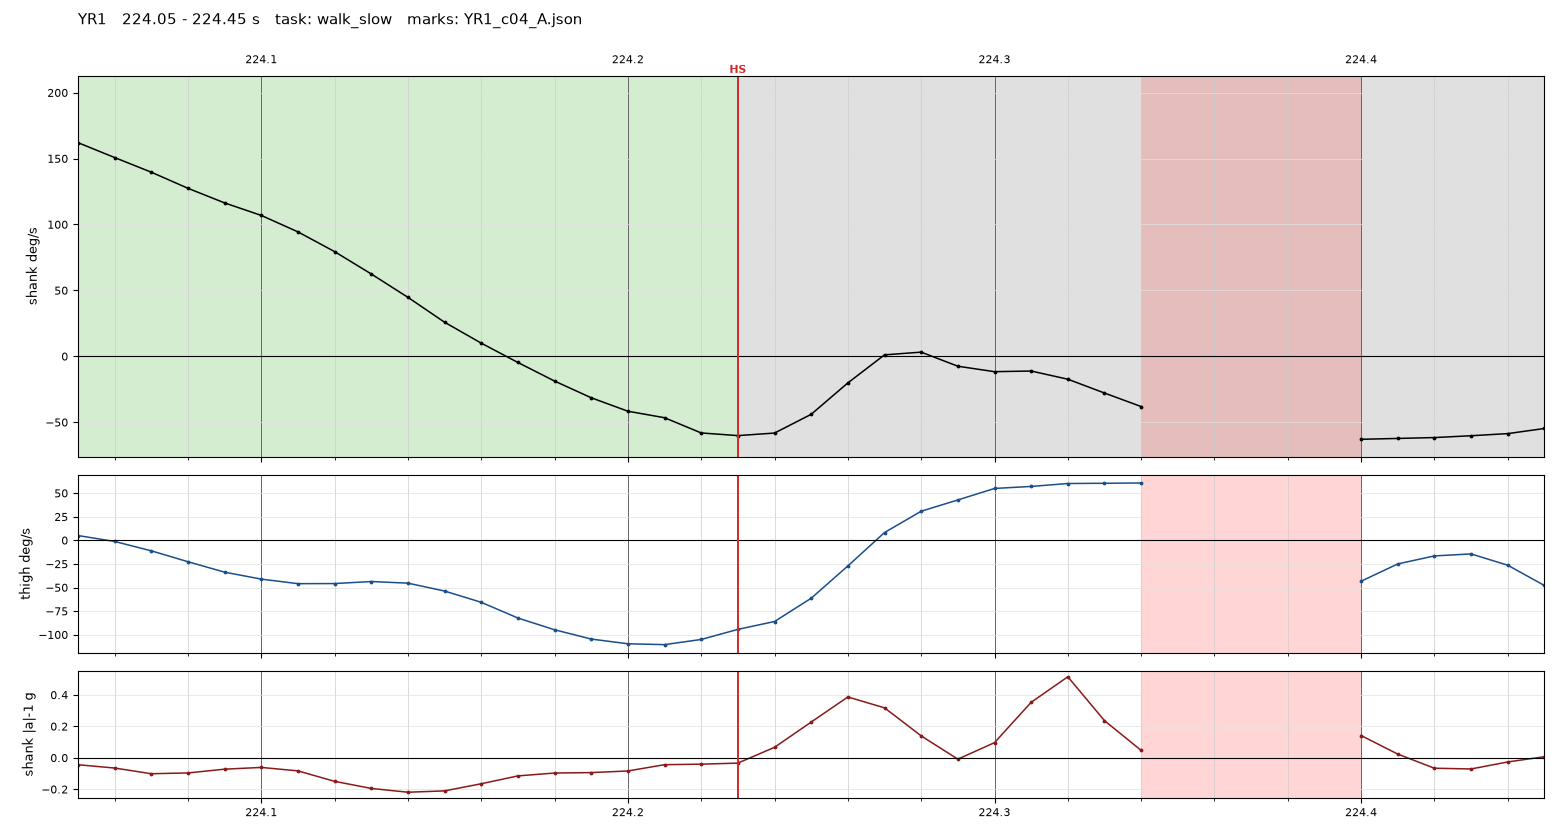 YR1   224.05 - 224.45 s   task: walk_slow   marks: YR1_c04_A.json
224.1 224.2 224.3 224.4
HS
shank deg/s
200
150
100
50
0
−50
thigh deg/s
50
25
0
−25
−50
−75
−100
shank |a|-1 g
0.4
0.2
0.0
−0.2
224.1 224.2 224.3 224.4